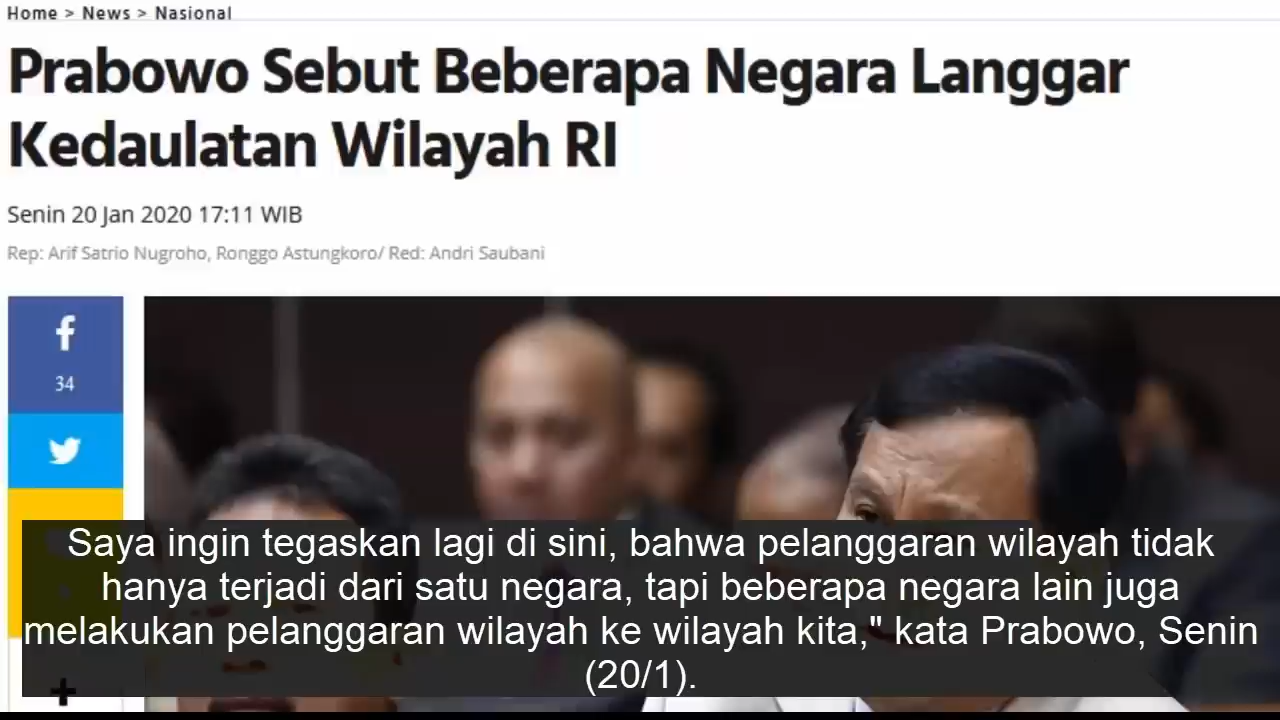 Home > News > Nasional
Prabowo Sebut Beberapa Negara Langgar
Kedaulatan Wilayah RI
Senin 20 Jan 2020 17:11 WIB
Rep: Arif Satrio Nugroho, Ronggo Astungkoro/ Red: Andri Saubani
34
Saya ingin tegaskan lagi di sini, bahwa pelanggaran wilayah tidak
hanya terjadi dari satu negara, tapi beberapa negara lain juga
melakukan pelanggaran wilayah ke wilayah kita," kata Prabowo, Senin
(20/1).